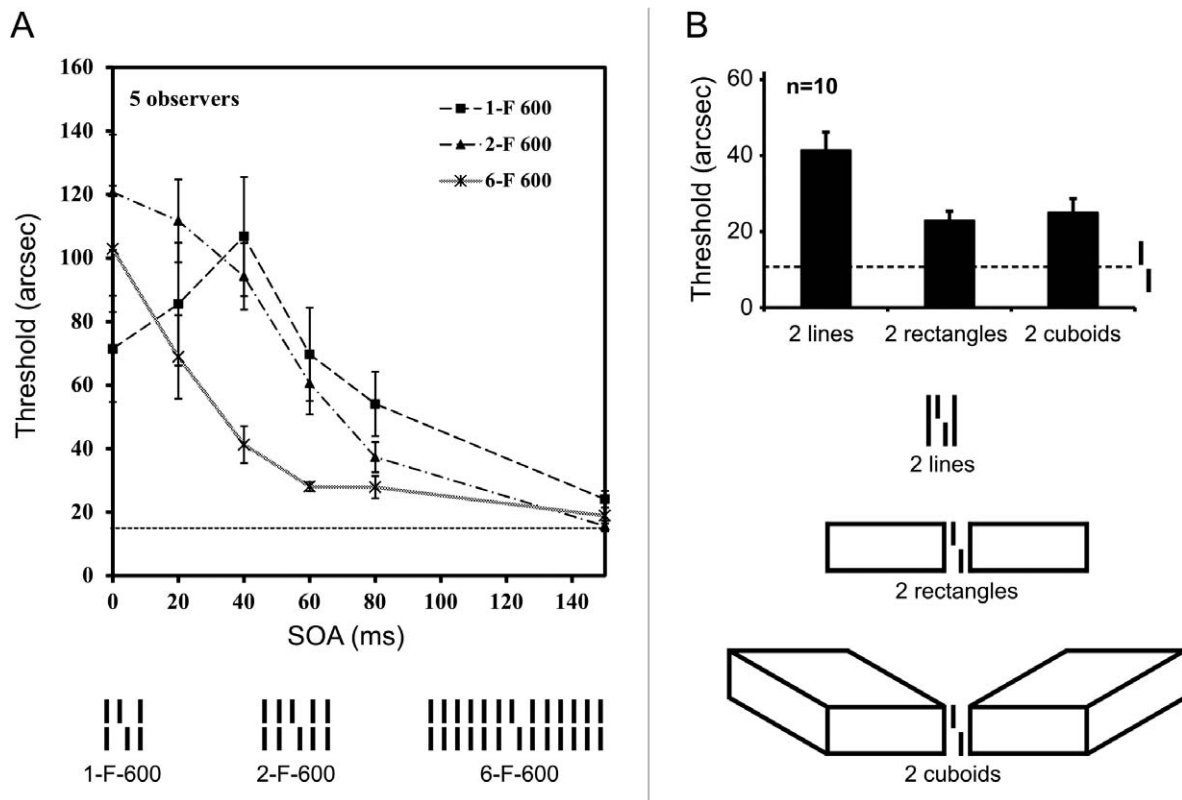 A
160
140
120
100
80
60
40
20
0
Threshold (arcsec)
5 observers
1-F 600
2-F 600
6-F 600
0 20 40 60 80 100 120 140
SOA (ms)
1-F-600 2-F-600 6-F-600
B
60
40
20
0
Threshold (arcsec)
n=10
2 lines 2 rectangles 2 cuboids
2 lines
2 rectangles
2 cuboids